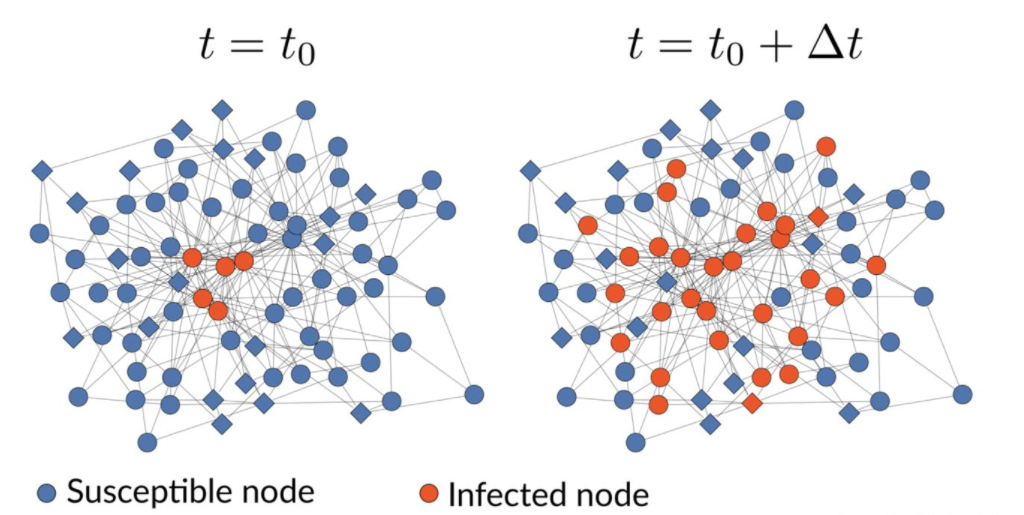 t = t₀
t = t₀ + Δt
Susceptible node
Infected node